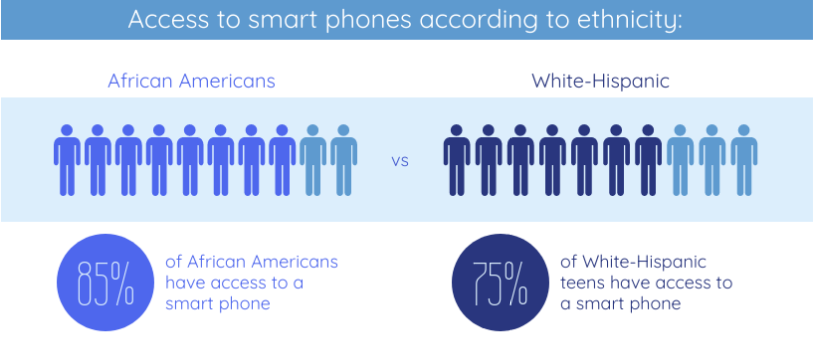 Access to smart phones according to ethnicity:
African Americans
White-Hispanic
vs
85%
of African Americans
have access to a
smart phone
75%
of White-Hispanic
teens have access to
a smart phone